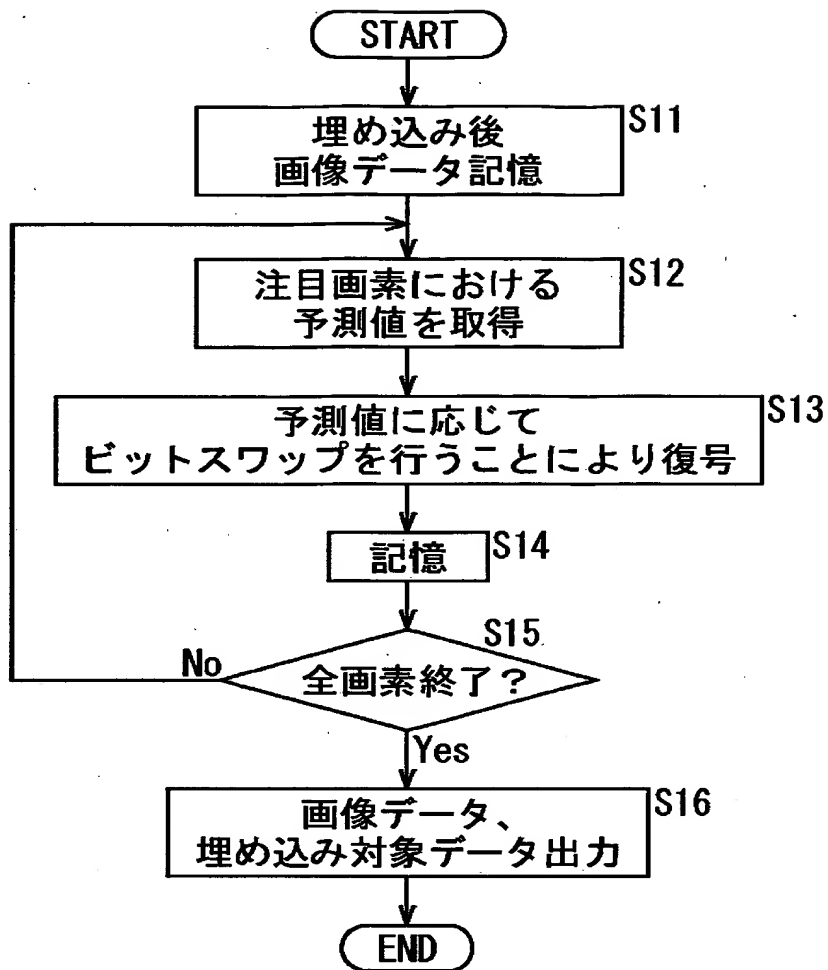 START
S11
埋め込み後
画像データ記憶
S12
注目画素における
予測値を取得
S13
予測値に応じて
ビットスワップを行うことにより復号
S14
記憶
S15
全画素終了?
No
Yes
S16
画像データ、
埋め込み対象データ出力
END